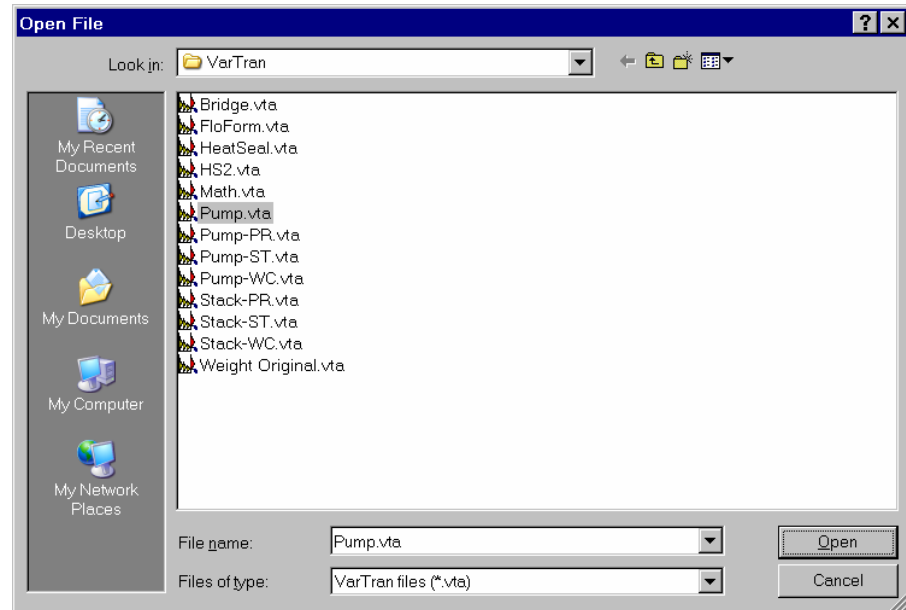 Open File
Look in: VarTran
My Recent
Documents
Desktop
My Documents
My Computer
My Network
Places
Bridge.vta
FloForm.vta
HeatSeal.vta
HS2.vta
Math.vta
Pump.vta
Pump-PR.vta
Pump-ST.vta
Pump-WC.vta
Stack-PR.vta
Stack-ST.vta
Stack-WC.vta
Weight Original.vta
File name: Pump.vta Open
Files of type: VarTran files (*.vta) Cancel